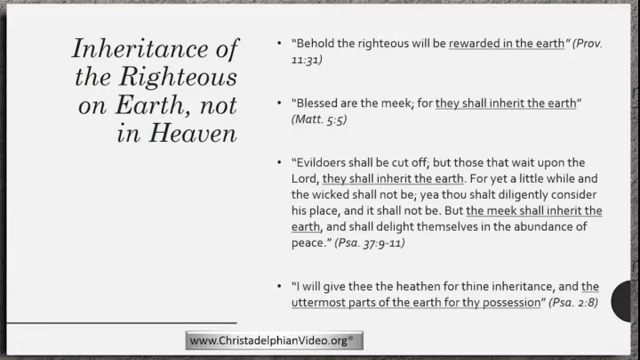 Inheritance of
the Righteous
on Earth, not
in Heaven
• "Behold the righteous will be rewarded in the earth" (Prov.
11:31)
• "Blessed are the meek; for they shall inherit the earth"
(Matt. 5:5)
• "Evildoers shall be cut off; but those that wait upon the
Lord, they shall inherit the earth. For yet a little while and
the wicked shall not be; yea thou shalt diligently consider
his place, and it shall not be. But the meek shall inherit the
earth, and shall delight themselves in the abundance of
peace." (Psa. 37:9-11)
• "I will give thee the heathen for thine inheritance, and the
uttermost parts of the earth for thy possession" (Psa. 2:8)
www.ChristadelphianVideo.org®